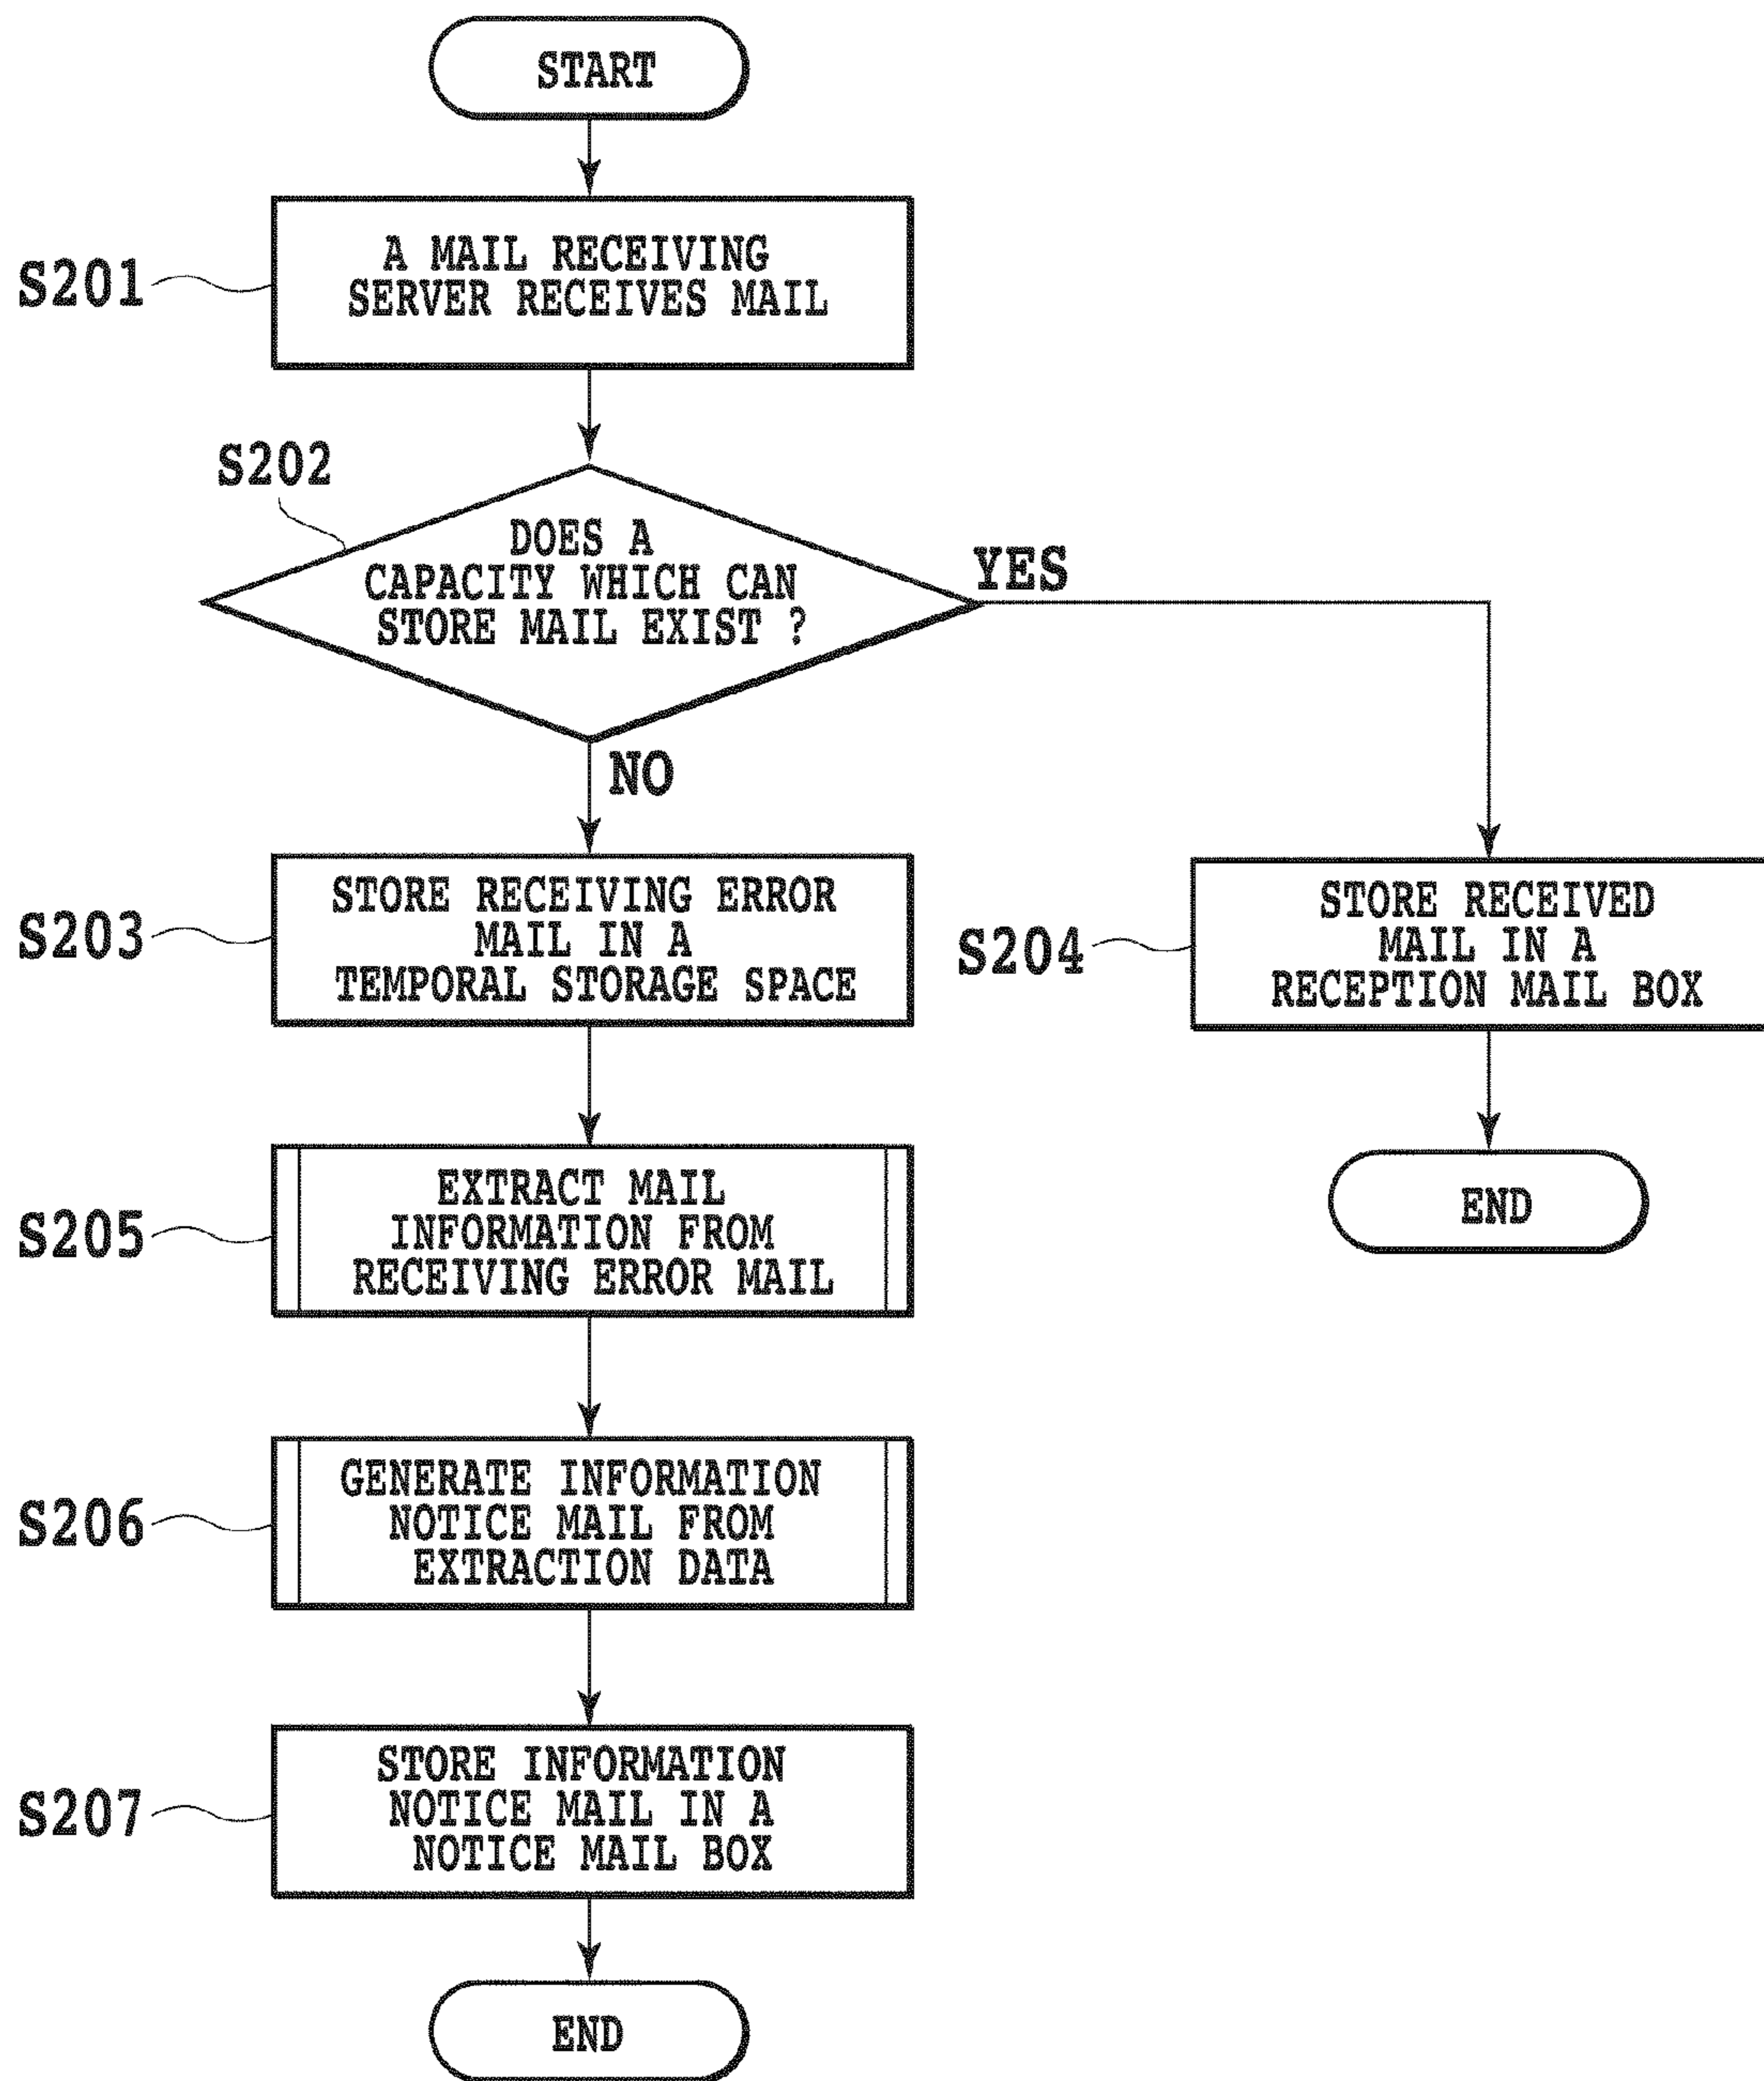 START
S201
A MAIL RECEIVING
SERVER RECEIVES MAIL
S202
DOES A
CAPACITY WHICH CAN
STORE MAIL EXIST ?
YES
NO
S203
STORE RECEIVING ERROR
MAIL IN A
TEMPORAL STORAGE SPACE
S204
STORE RECEIVED
MAIL IN A
RECEPTION MAIL BOX
END
S205
EXTRACT MAIL
INFORMATION FROM
RECEIVING ERROR MAIL
S206
GENERATE INFORMATION
NOTICE MAIL FROM
EXTRACTION DATA
S207
STORE INFORMATION
NOTICE MAIL IN A
NOTICE MAIL BOX
END